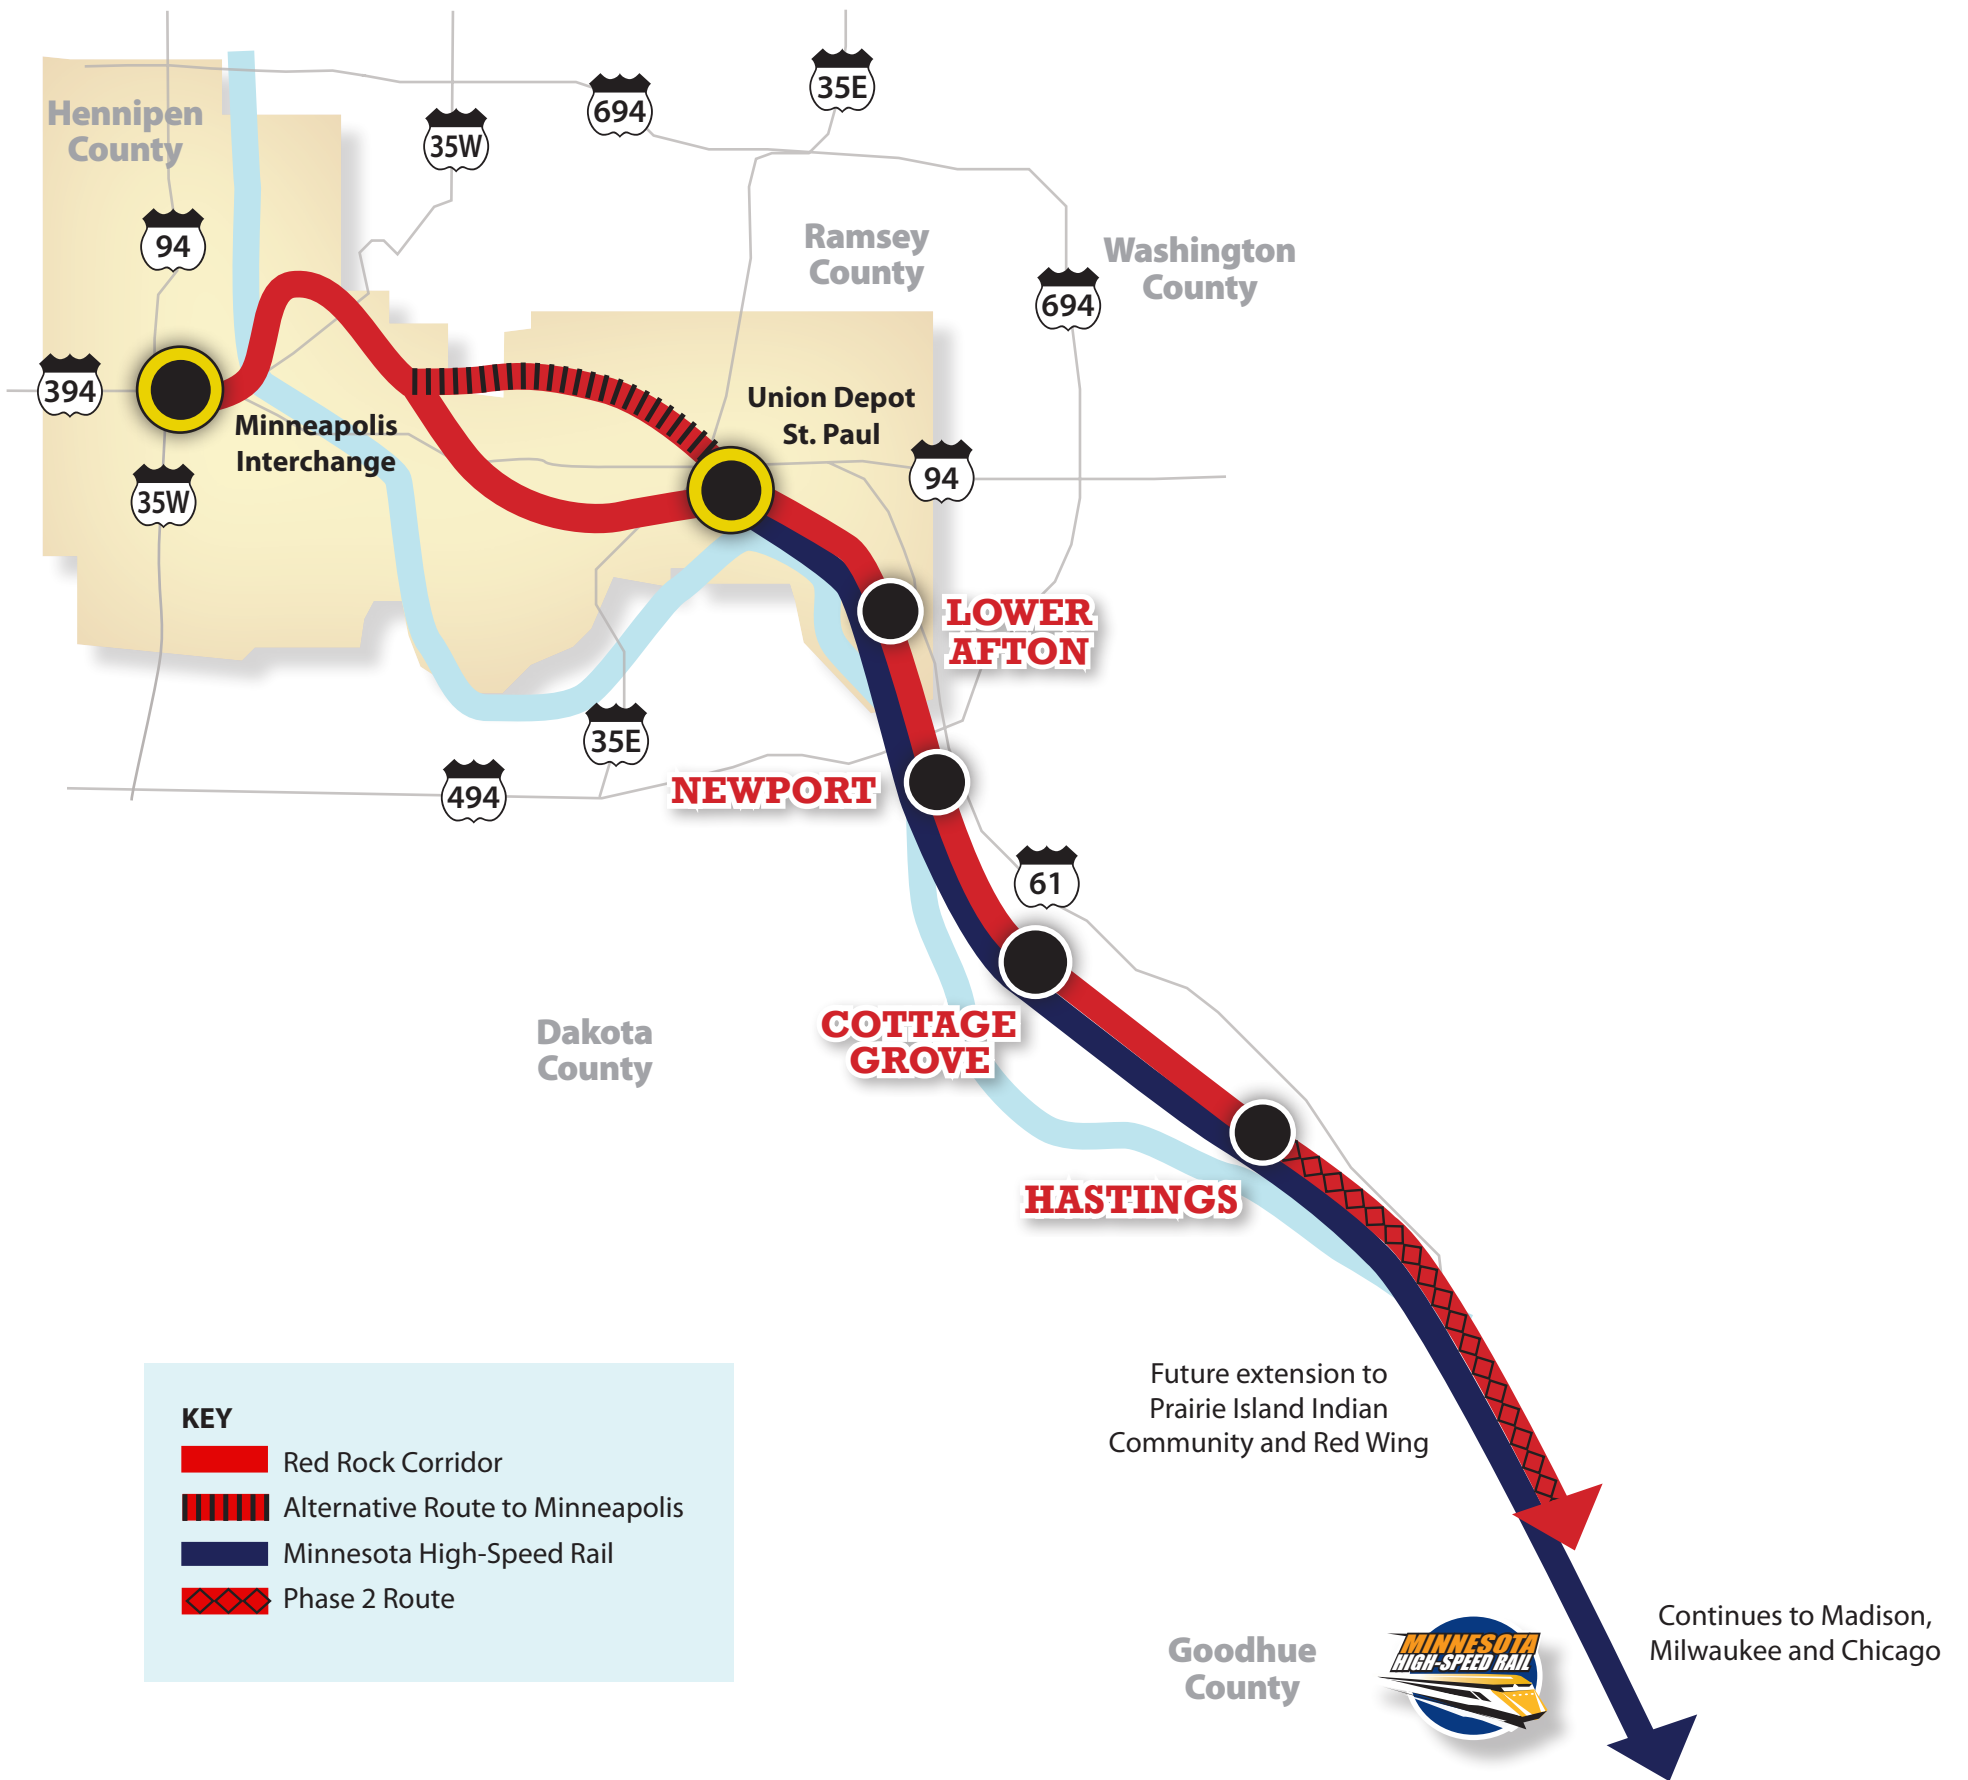 35E
694
Hennipen
County
35W
94
Ramsey
County
Washington
County
694
394
Minneapolis
Interchange
Union Depot
St. Paul
35W
94
LOWER
AFTON
35E
494
NEWPORT
61
COTTAGE
GROVE
Dakota
County
HASTINGS
Future extension to
Prairie Island Indian
Community and Red Wing
KEY
Red Rock Corridor
Alternative Route to Minneapolis
Minnesota High-Speed Rail
Phase 2 Route
Goodhue
County
MINNESOTA
HIGH-SPEED RAIL
Continues to Madison,
Milwaukee and Chicago